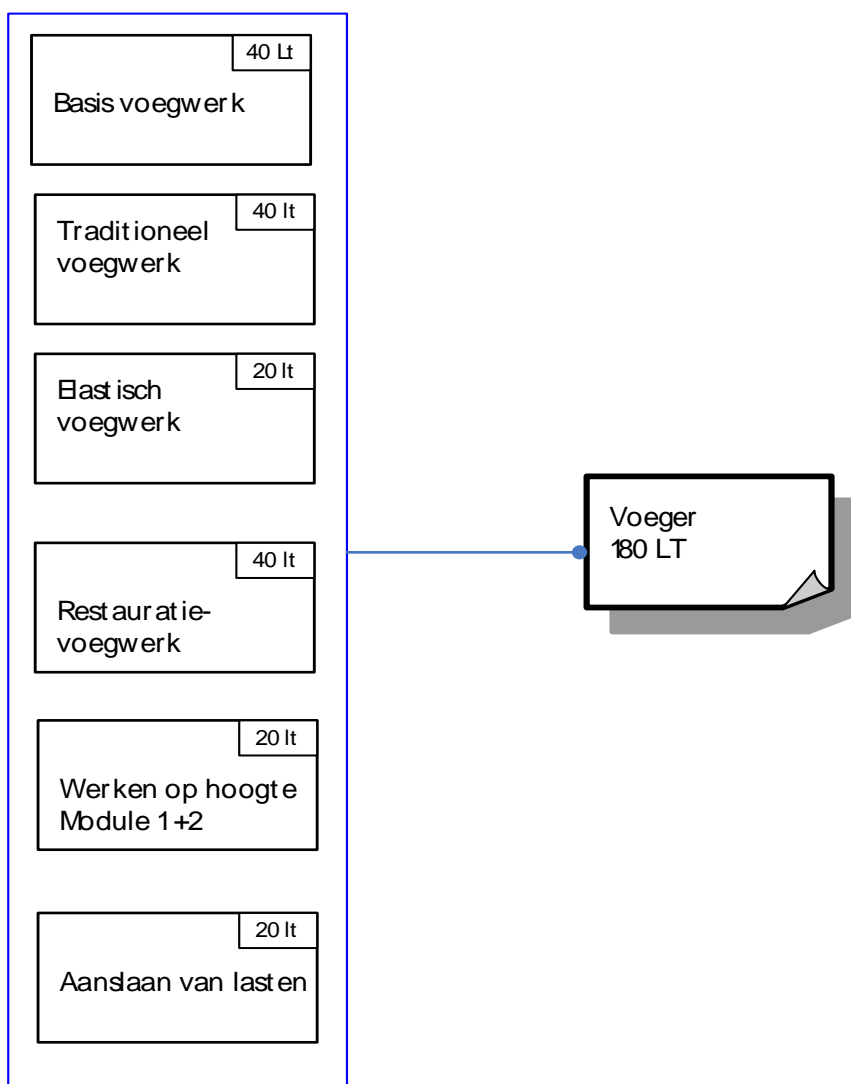 40 Lt
Basis voegwerk
40 lt
Traditioneel
voegwerk
20 lt
Elastisch
voegwerk
40 lt
Restauratie-
voegwerk
20 lt
Werken op hoogte
Module 1+2
20 lt
Aanslaan van lasten
Voeger
180 LT